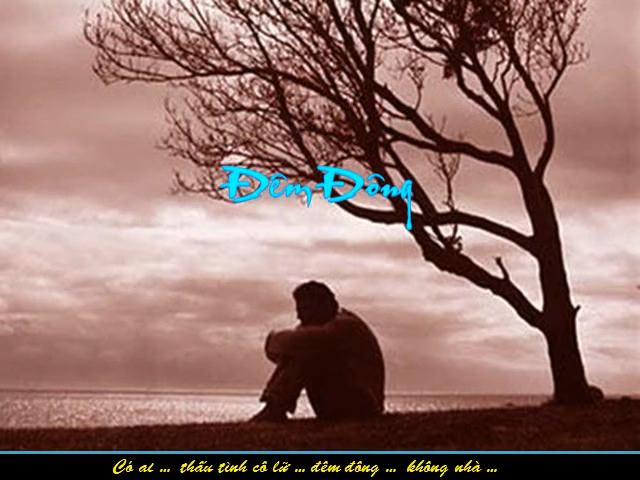 Đêm Đông
Có ai ... thấu tình cô lữ ... đêm đông ... không nhà ...